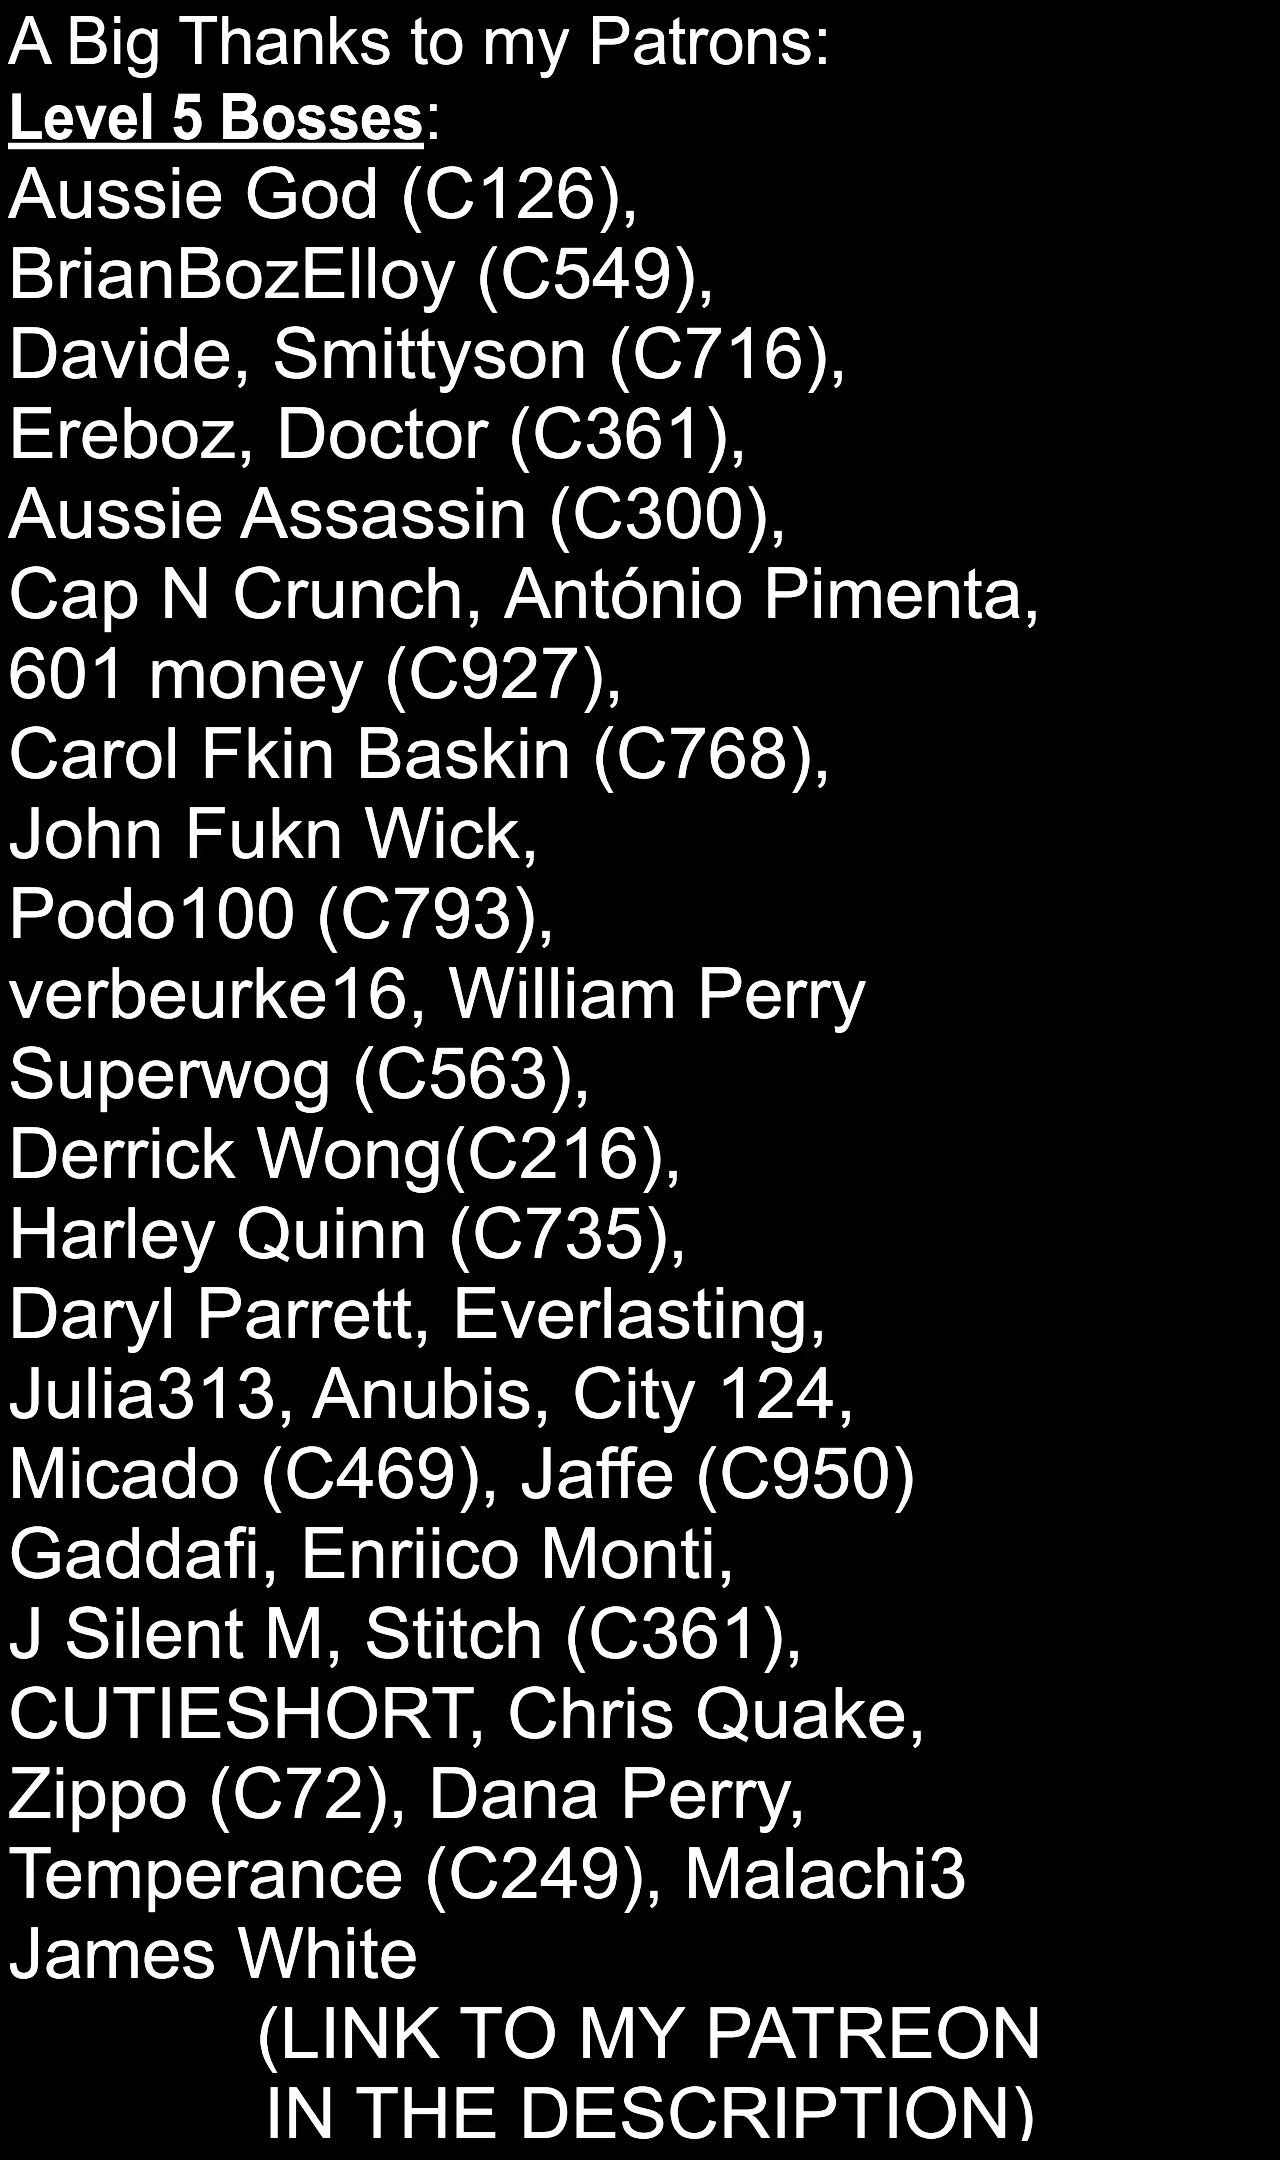 A Big Thanks to my Patrons:
Level 5 Bosses:
Aussie God (C126),
BrianBozElloy (C549),
Davide, Smittyson (C716),
Ereboz, Doctor (C361),
Aussie Assassin (C300),
Cap N Crunch, António Pimenta,
601 money (C927),
Carol Fkin Baskin (C768),
John Fukn Wick,
Podo100 (C793),
verbeurke16, William Perry
Superwog (C563),
Derrick Wong(C216),
Harley Quinn (C735),
Daryl Parrett, Everlasting,
Julia313, Anubis, City 124,
Micado (C469), Jaffe (C950)
Gaddafi, Enriico Monti,
J Silent M, Stitch (C361),
CUTIESHORT, Chris Quake,
Zippo (C72), Dana Perry,
Temperance (C249), Malachi3
James White
(LINK TO MY PATREON
IN THE DESCRIPTION)